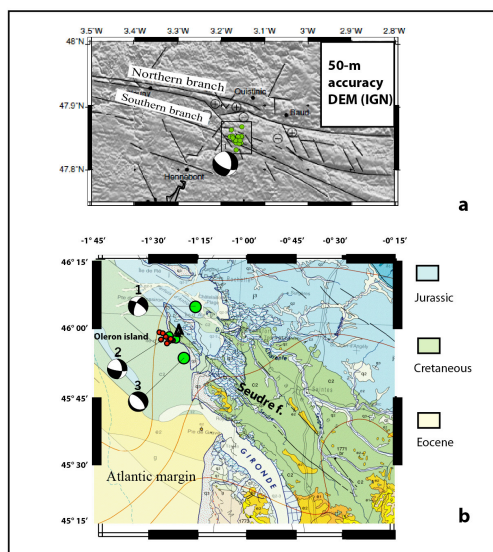 3.5°W 3.4°W 3.3°W 3.2°W 3.1°W 3°W 2.9°W 2.8°W
48°N
47.9°N
47.8°N
Northern branch
Southern branch
Quistinic
Baud
Hennebont
50-m
accuracy
DEM (IGN)
a
-1°45' -1°30' -1°15' -1°00' -0°45' -0°30' -0°15'
46°15'
46°00'
45°45'
45°30'
45°15'
1
Oleron island
2
3
Seudre f.
GIRONDE
Atlantic margin
Jurassic
Cretaneous
Eocene
b